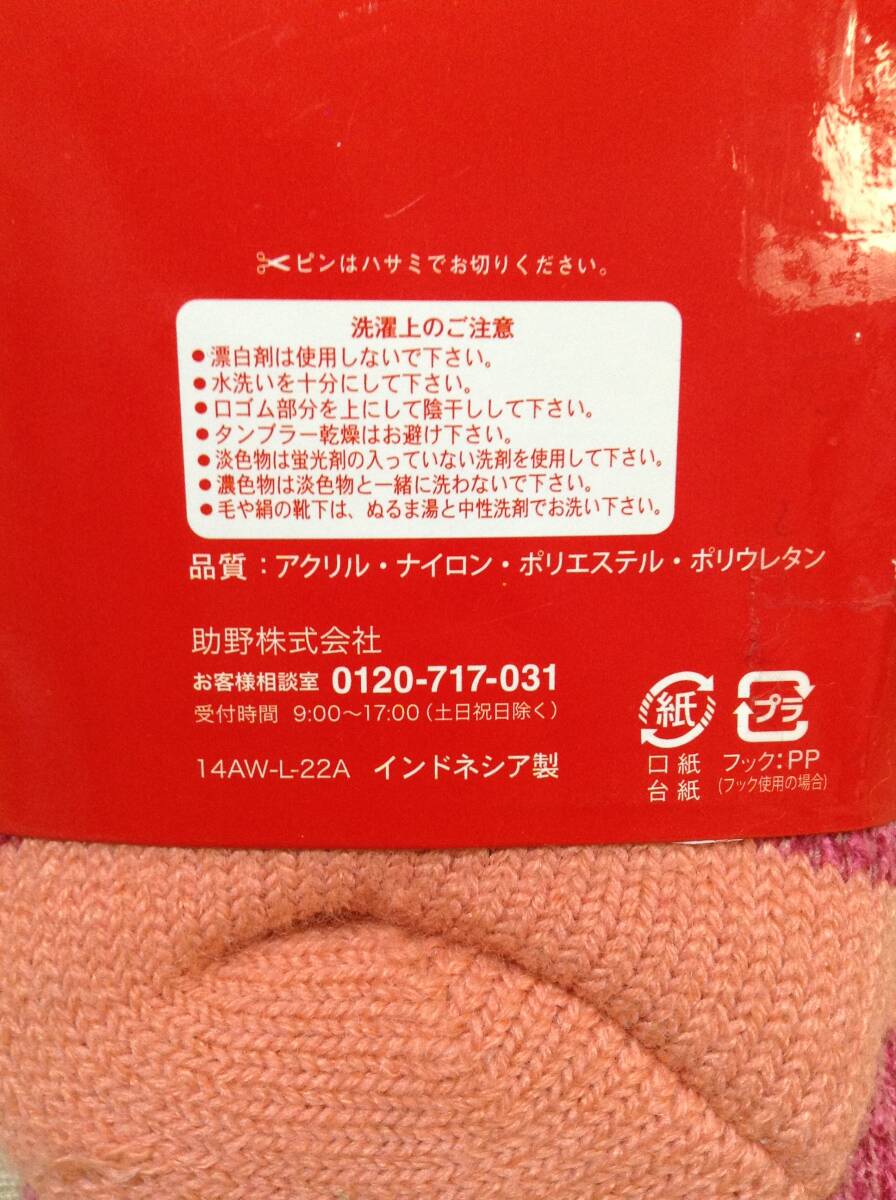 ピンはハサミでお切りください。
洗濯上のご注意
●漂白剤は使用しないで下さい。
●水洗いを十分にして下さい。
●口ゴム部分を上にして陰干しして下さい。
●タンブラー乾燥はお避け下さい。
●淡色物は蛍光剤の入っていない洗剤を使用して下さい。
●濃色物は淡色物と一緒に洗わないで下さい。
●毛や絹の靴下は、ぬるま湯と中性洗剤でお洗い下さい。
品質：アクリル・ナイロン・ポリエステル・ポリウレタン
助野株式会社
お客様相談室 0120-717-031
受付時間 9:00〜17:00（土日祝日除く）
14AW-L-22A インドネシア製
紙
口紙
台紙
プラ
フック：PP
(フック使用の場合)